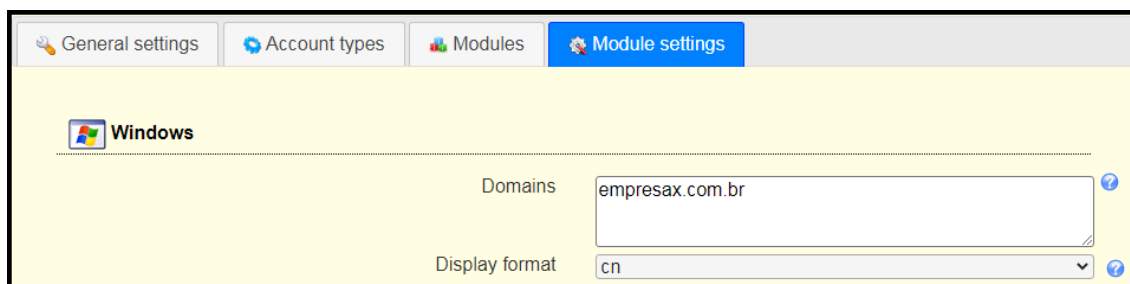 General settings Account types Modules Module settings
Windows
Domains empresax.com.br
Display format cn